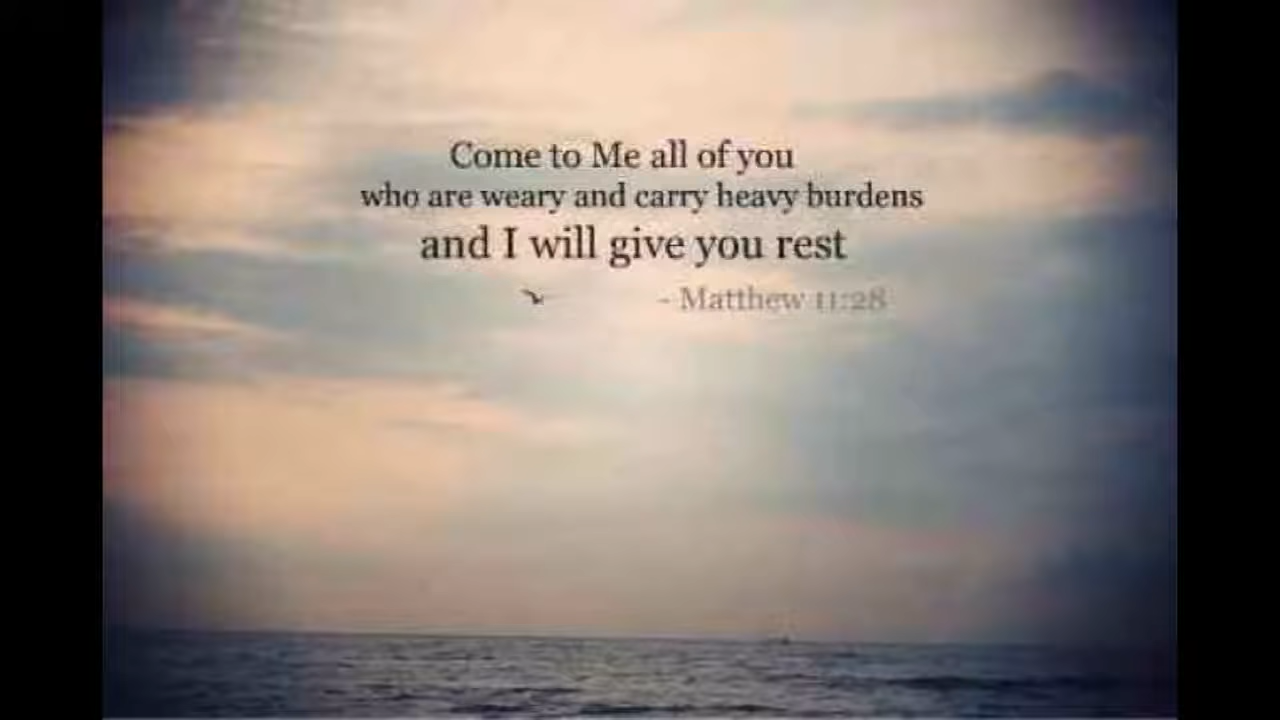 Come to Me all of you
who are weary and carry heavy burdens
and I will give you rest
- Matthew 11:28